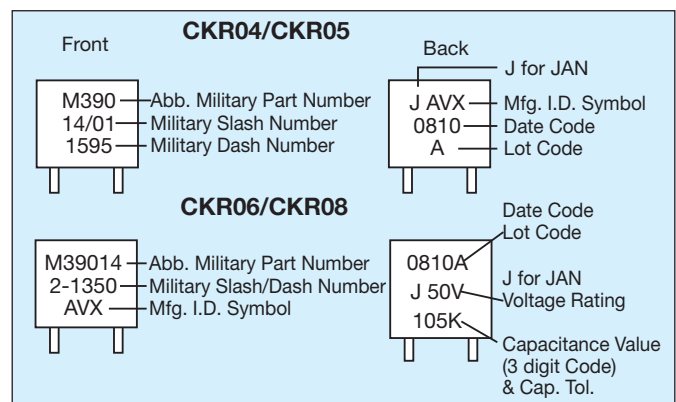 CKR04/CKR05
Front
M390
14/01
1595
Abb. Military Part Number
Military Slash Number
Military Dash Number
Back
J AVX
0810
A
J for JAN
Mfg. I.D. Symbol
Date Code
Lot Code
CKR06/CKR08
M39014
2-1350
AVX
Abb. Military Part Number
Military Slash/Dash Number
Mfg. I.D. Symbol
0810A
J 50V
105K
Date Code
Lot Code
J for JAN
Voltage Rating
Capacitance Value
(3 digit Code)
& Cap. Tol.